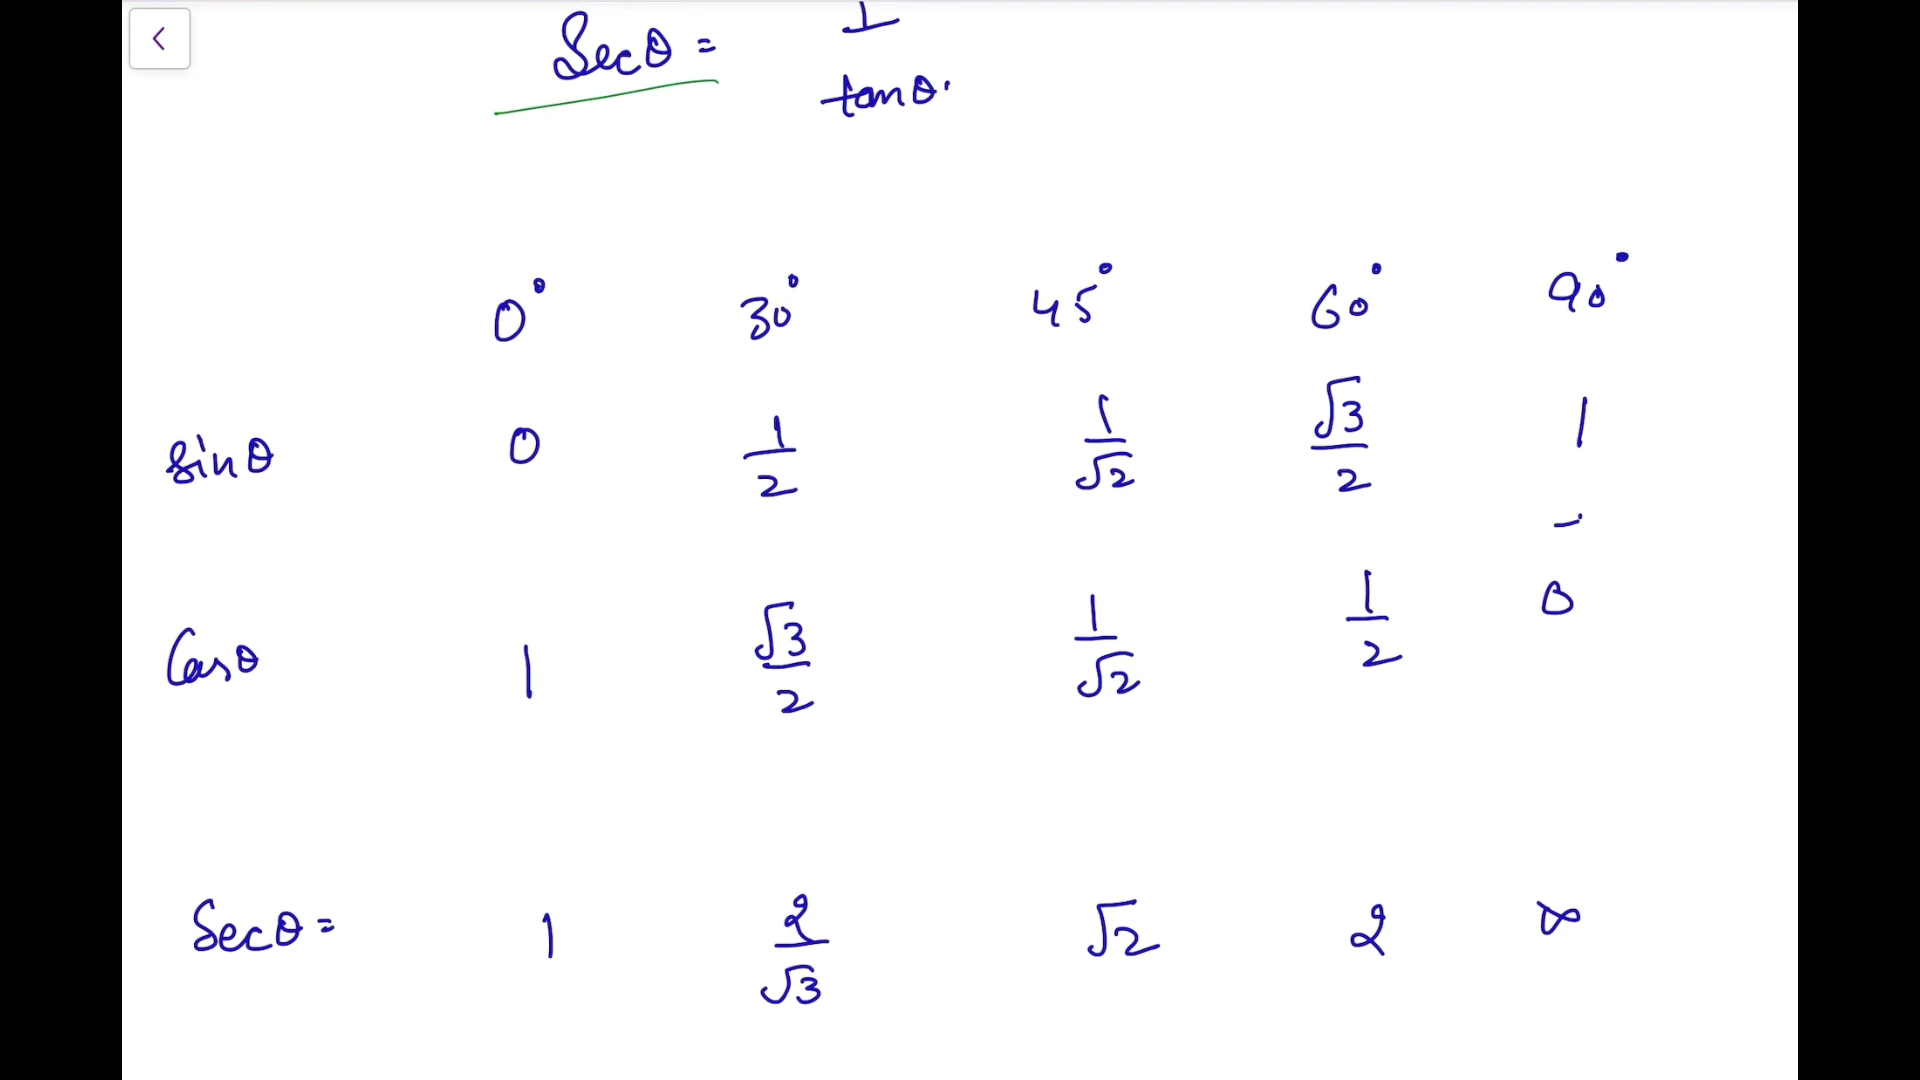 Secθ = 1/tanθ.
0° 30° 45° 60° 90°
sinθ 0 1/2 1/√2 √3/2 1
Cosθ 1 √3/2 1/√2 1/2 0
Secθ = 1 2/√3 √2 2 ∞